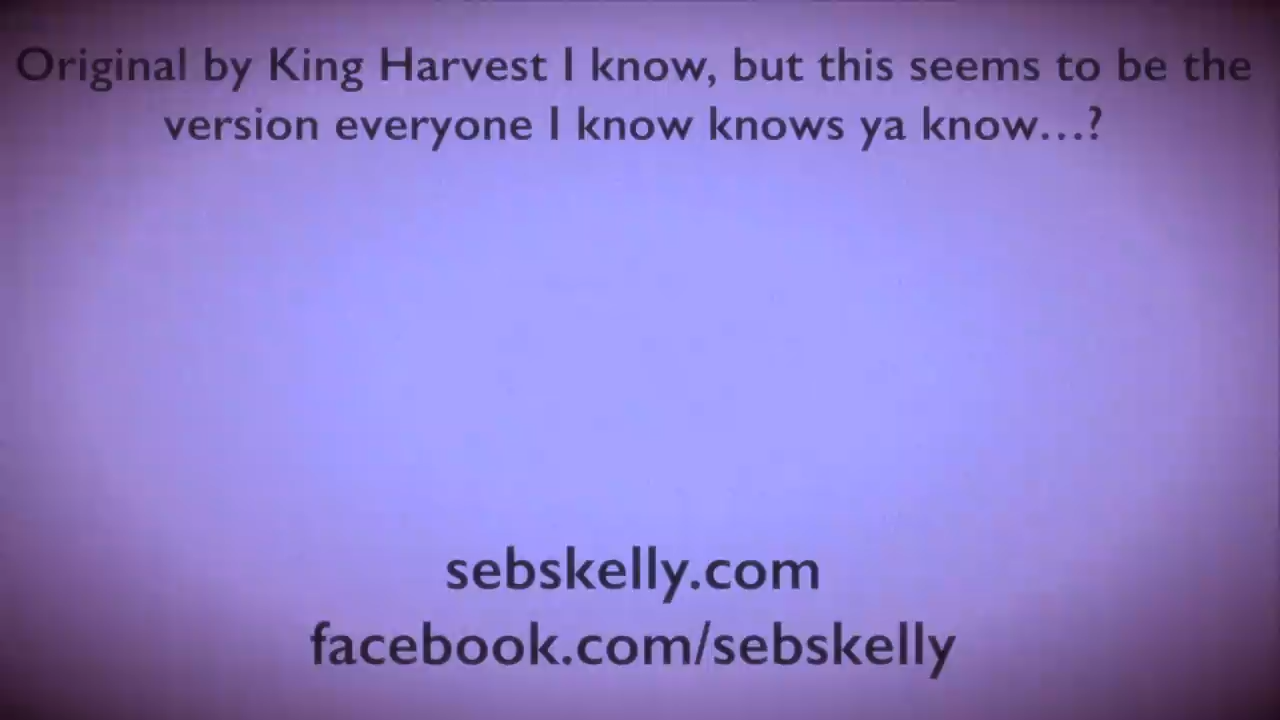 Original by King Harvest I know, but this seems to be the
version everyone I know knows ya know...?
sebskelly.com
facebook.com/sebskelly